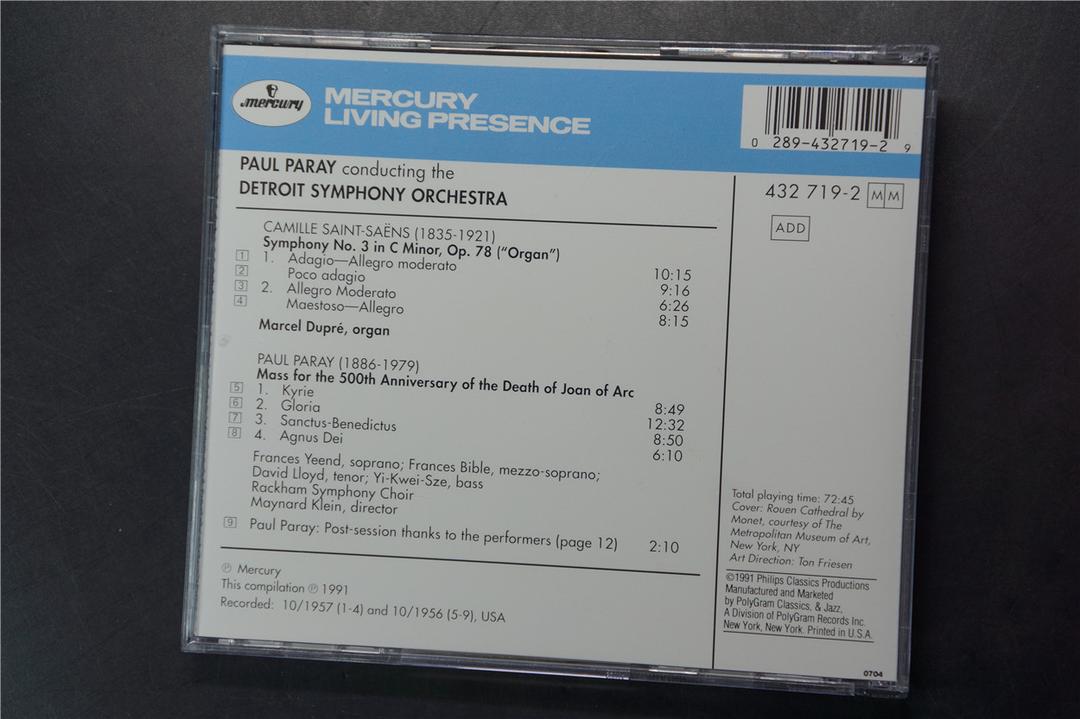 mercury
MERCURY
LIVING PRESENCE
0 289-432719-2 9
PAUL PARAY conducting the
DETROIT SYMPHONY ORCHESTRA
432 719-2 MM
ADD
CAMILLE SAINT-SAËNS (1835-1921)
Symphony No. 3 in C Minor, Op. 78 ("Organ")
1 1. Adagio—Allegro moderato 10:15
2 Poco adagio 9:16
3 2. Allegro Moderato 6:26
4 Maestoso—Allegro 8:15
Marcel Dupré, organ
PAUL PARAY (1886-1979)
Mass for the 500th Anniversary of the Death of Joan of Arc
5 1. Kyrie 8:49
6 2. Gloria 12:32
7 3. Sanctus-Benedictus 8:50
8 4. Agnus Dei 6:10
Frances Yeend, soprano; Frances Bible, mezzo-soprano;
David Lloyd, tenor; Yi-Kwei-Sze, bass
Rackham Symphony Choir
Maynard Klein, director
9 Paul Paray: Post-session thanks to the performers (page 12) 2:10
℗ Mercury
This compilation ℗ 1991
Recorded: 10/1957 (1-4) and 10/1956 (5-9), USA
Total playing time: 72:45
Cover: Rouen Cathedral by
Monet, courtesy of The
Metropolitan Museum of Art,
New York, NY
Art Direction: Ton Friesen
©1991 Philips Classics Productions
Manufactured and Marketed
by PolyGram Classics, & Jazz,
A Division of PolyGram Records Inc.
New York, New York. Printed in U.S.A.
0704